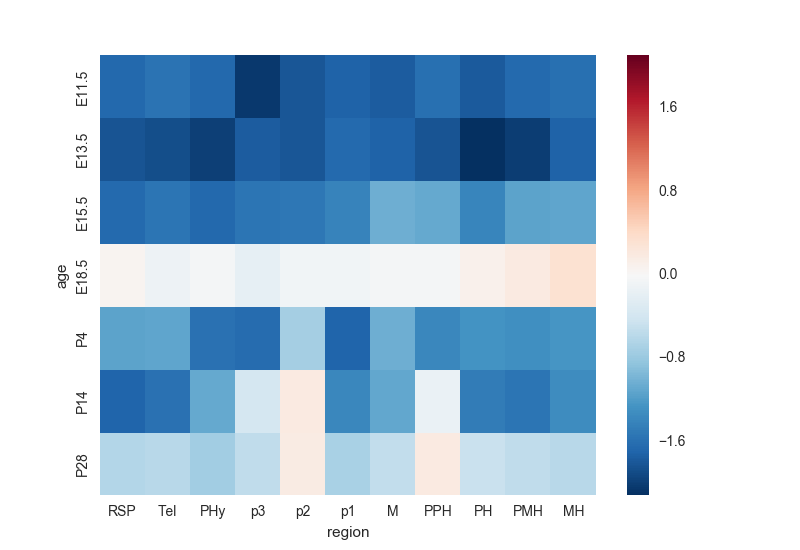 E11.5
E13.5
E15.5
E18.5
P4
P14
P28
age
RSP Tel PHy p3 p2 p1 M PPH PH PMH MH
region
1.6
0.8
0.0
−0.8
−1.6